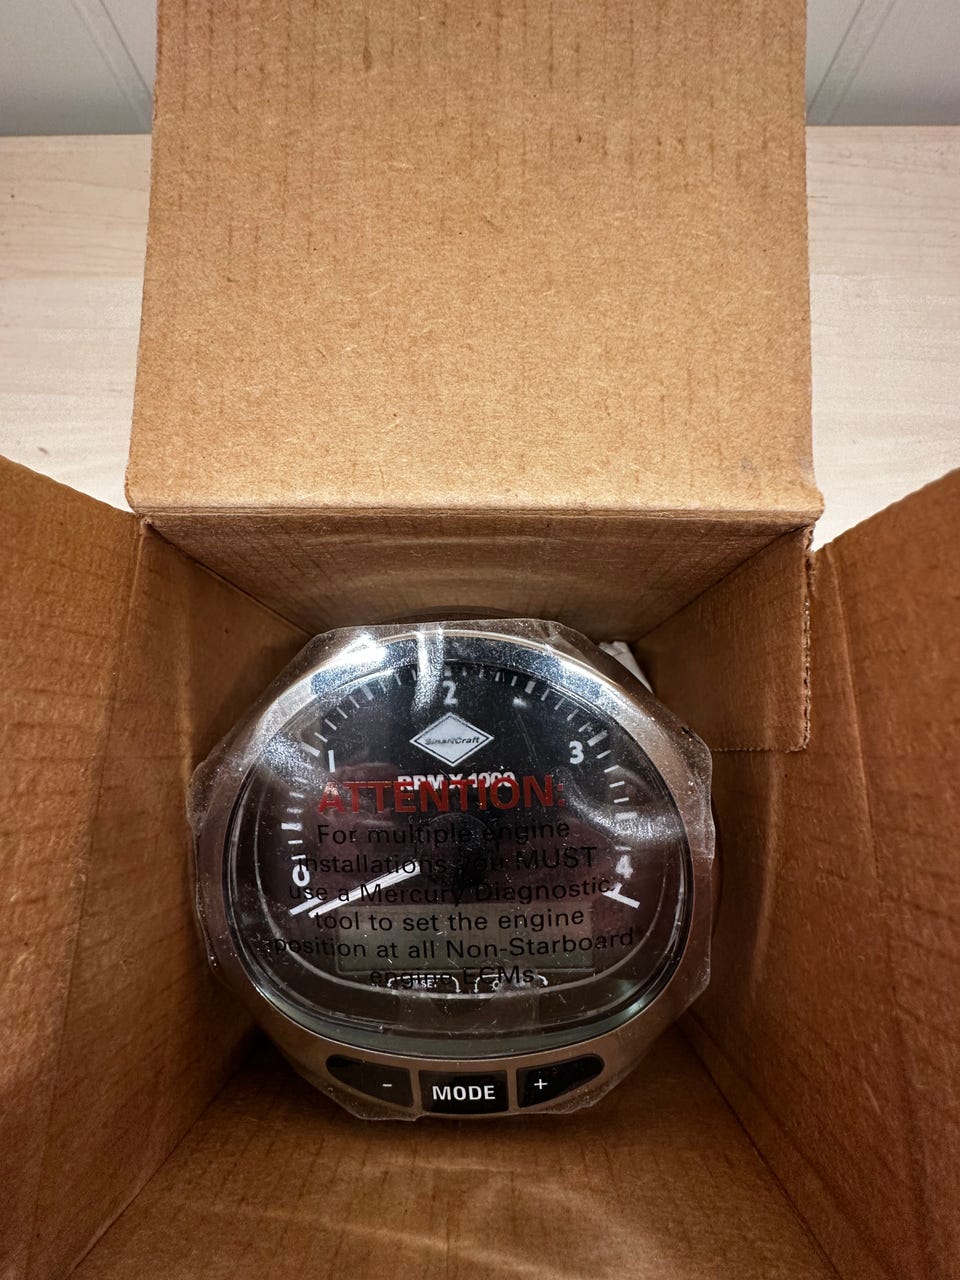 2
SmartCraft
1
3
RPM X 1000
ATTENTION:
For multiple engine
installations you MUST
0
4
use a Mercury Diagnostic
tool to set the engine
position at all Non-Starboard
engine ECMs
- MODE +